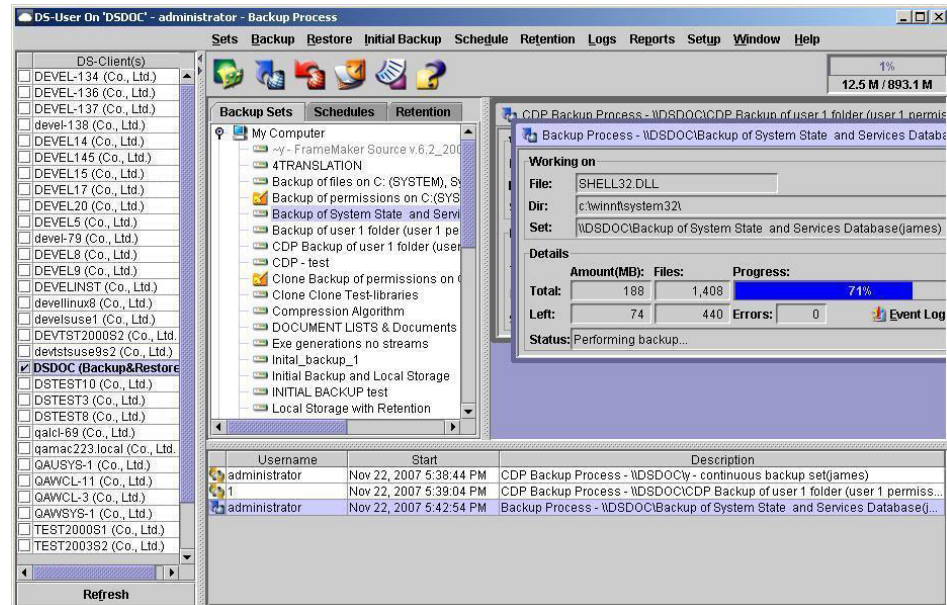 DS-User On 'DSDOC' - administrator - Backup Process
Sets Backup Restore Initial Backup Schedule Retention Logs Reports Setup Window Help
DS-Client(s)
DEVEL-134 (Co., Ltd.)
DEVEL-136 (Co., Ltd.)
DEVEL-137 (Co., Ltd.)
devel-138 (Co., Ltd.)
DEVEL14 (Co., Ltd.)
DEVEL145 (Co., Ltd.)
DEVEL15 (Co., Ltd.)
DEVEL17 (Co., Ltd.)
DEVEL20 (Co., Ltd.)
DEVEL5 (Co., Ltd.)
devel-79 (Co., Ltd.)
DEVEL8 (Co., Ltd.)
DEVEL9 (Co., Ltd.)
DEVELINST (Co., Ltd.)
devellinux8 (Co., Ltd.)
develsuse1 (Co., Ltd.)
DEVTST2000S2 (Co., Ltd.
devtstsuse9s2 (Co., Ltd.)
DSDOC (Backup&Restore
DSTEST10 (Co., Ltd.)
DSTEST3 (Co., Ltd.)
DSTEST8 (Co., Ltd.)
qalcl-69 (Co., Ltd.)
qamac223.local (Co., Ltd.
QAUSYS-1 (Co., Ltd.)
QAWCL-11 (Co., Ltd.)
QAWCL-3 (Co., Ltd.)
QAWSYS-1 (Co., Ltd.)
TEST2000S1 (Co., Ltd.)
TEST2003S2 (Co., Ltd.)
Refresh
1%
12.5 M / 893.1 M
Backup Sets Schedules Retention
My Computer
~y - FrameMaker Source v.6.2_200
4TRANSLATION
Backup of files on C: (SYSTEM), Sy
Backup of permissions on C:(SYS
Backup of System State and Servi
Backup of user 1 folder (user 1 pe
CDP Backup of user 1 folder (user
CDP - test
Clone Backup of permissions on
Clone Clone Test-libraries
Compression Algorithm
DOCUMENT LISTS & Documents
Exe generations no streams
Inital_backup_1
Initial Backup and Local Storage
INITIAL BACKUP test
Local Storage with Retention
CDP Backup Process - \\DSDOC\CDP Backup of user 1 folder (user 1 permis
Backup Process - \\DSDOC\Backup of System State and Services Databa
Working on
File: SHELL32.DLL
Dir: c:\winnt\system32\
Set: \\DSDOC\Backup of System State and Services Database(james)
Details
Amount(MB): Files: Progress:
Total: 188 1,408 71%
Left: 74 440 Errors: 0 Event Log
Status: Performing backup...
Username Start Description
administrator Nov 22, 2007 5:38:44 PM CDP Backup Process - \\DSDOC\y - continuous backup set(james)
1 Nov 22, 2007 5:39:04 PM CDP Backup Process - \\DSDOC\CDP Backup of user 1 folder (user 1 permiss...
administrator Nov 22, 2007 5:42:54 PM Backup Process - \\DSDOC\Backup of System State and Services Database(j...